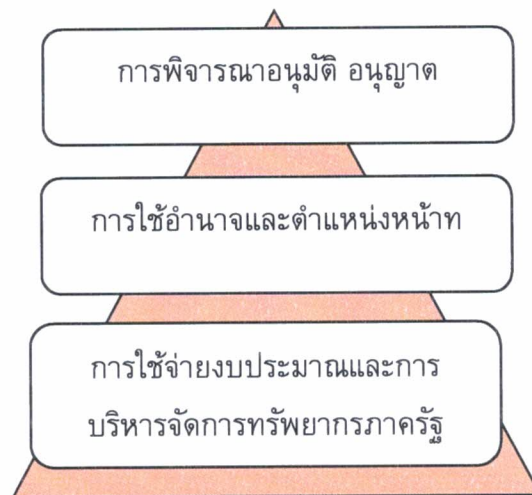 การพิจารณาอนุมัติ อนุญาต
การใช้อำนาจและตำแหน่งหน้าท
การใช้จ่ายงบประมาณและการ
บริหารจัดการทรัพยากรภาครัฐ